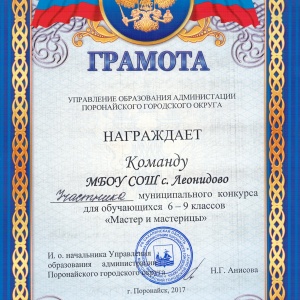 ГРАМОТА
УПРАВЛЕНИЕ ОБРАЗОВАНИЯ АДМИНИСТРАЦИИ
ПОРОНАЙСКОГО ГОРОДСКОГО ОКРУГА
НАГРАЖДАЕТ
Команду
МБОУ СОШ с. Леонидово
Участника муниципального конкурса
для обучающихся 6 – 9 классов
«Мастер и мастерицы»
И. о. начальника Управления
образования администрации
Поронайского городского округа Н.Г. Анисова
г. Поронайск, 2017